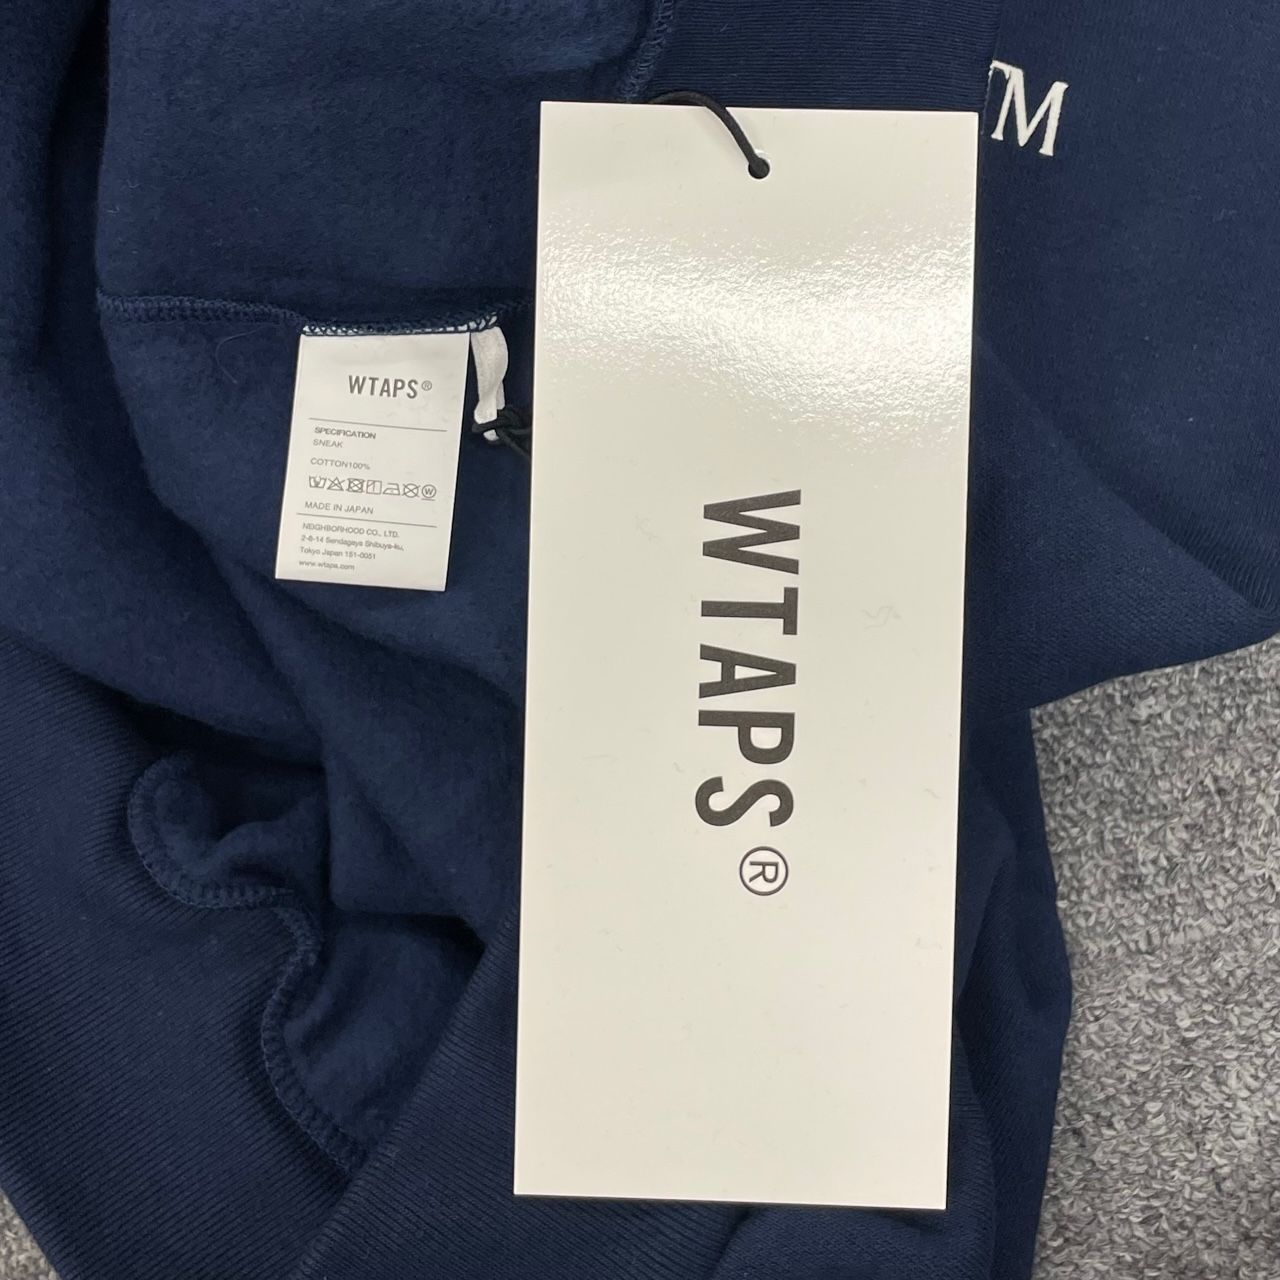 TM
WTAPS®
SPECIFICATION
SNEAK
COTTON100%
W
MADE IN JAPAN
NEIGHBORHOOD CO., LTD.
2-8-14 Sendagaya Shibuya-ku,
Tokyo Japan 151-0051
www.wtaps.com
WTAPS®